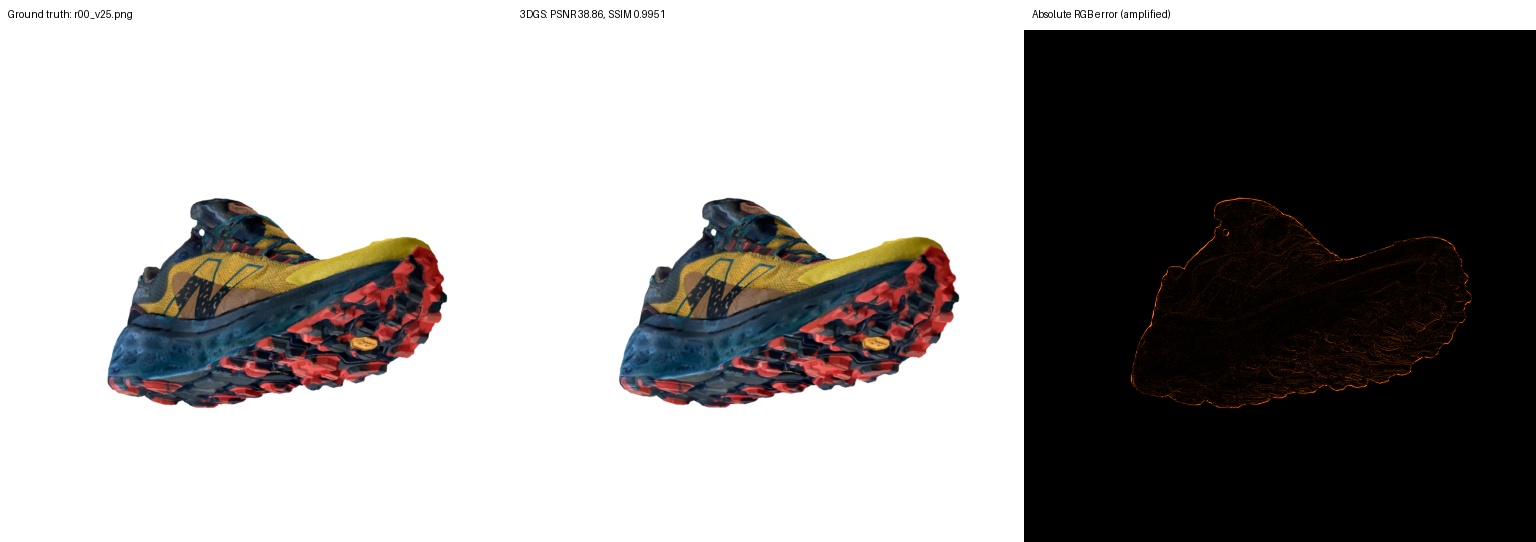 Ground truth: r00_v25.png
3DGS: PSNR 38.86, SSIM 0.9951
Absolute RGB error (amplified)